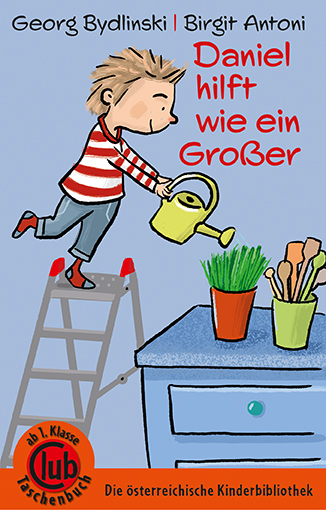 Georg Bydlinski | Birgit Antoni
Daniel
hilft
wie ein
Großer
ab 1. Klasse
Club
Taschenbuch
Die österreichische Kinderbibliothek